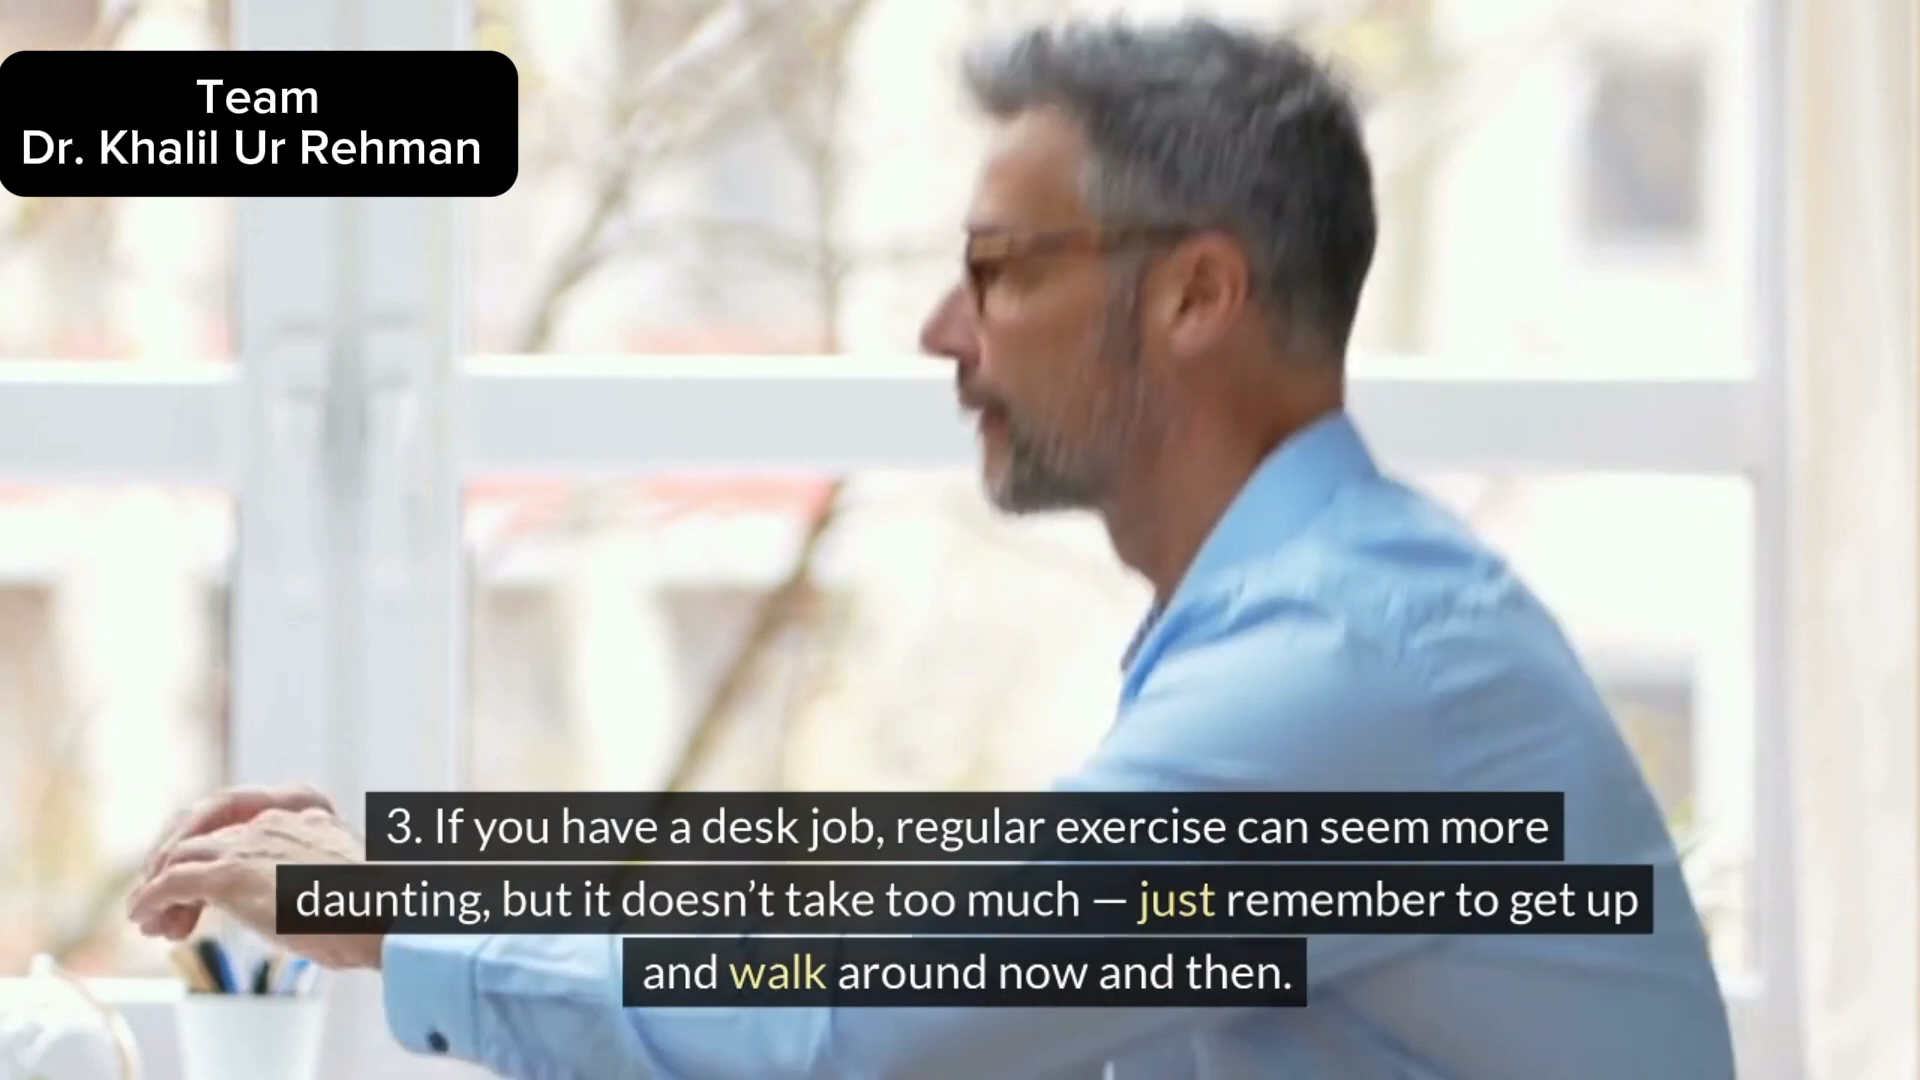 Team
Dr. Khalil Ur Rehman
3. If you have a desk job, regular exercise can seem more
daunting, but it doesn’t take too much — just remember to get up
and walk around now and then.